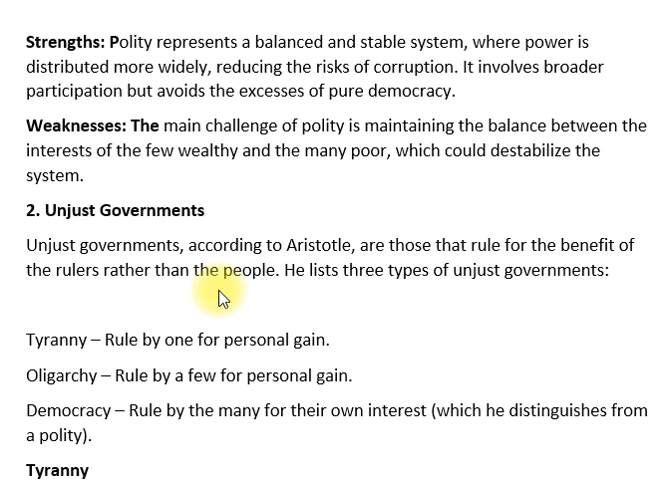 Strengths: Polity represents a balanced and stable system, where power is
distributed more widely, reducing the risks of corruption. It involves broader
participation but avoids the excesses of pure democracy.
Weaknesses: The main challenge of polity is maintaining the balance between the
interests of the few wealthy and the many poor, which could destabilize the
system.
2. Unjust Governments
Unjust governments, according to Aristotle, are those that rule for the benefit of
the rulers rather than the people. He lists three types of unjust governments:
Tyranny – Rule by one for personal gain.
Oligarchy – Rule by a few for personal gain.
Democracy – Rule by the many for their own interest (which he distinguishes from
a polity).
Tyranny